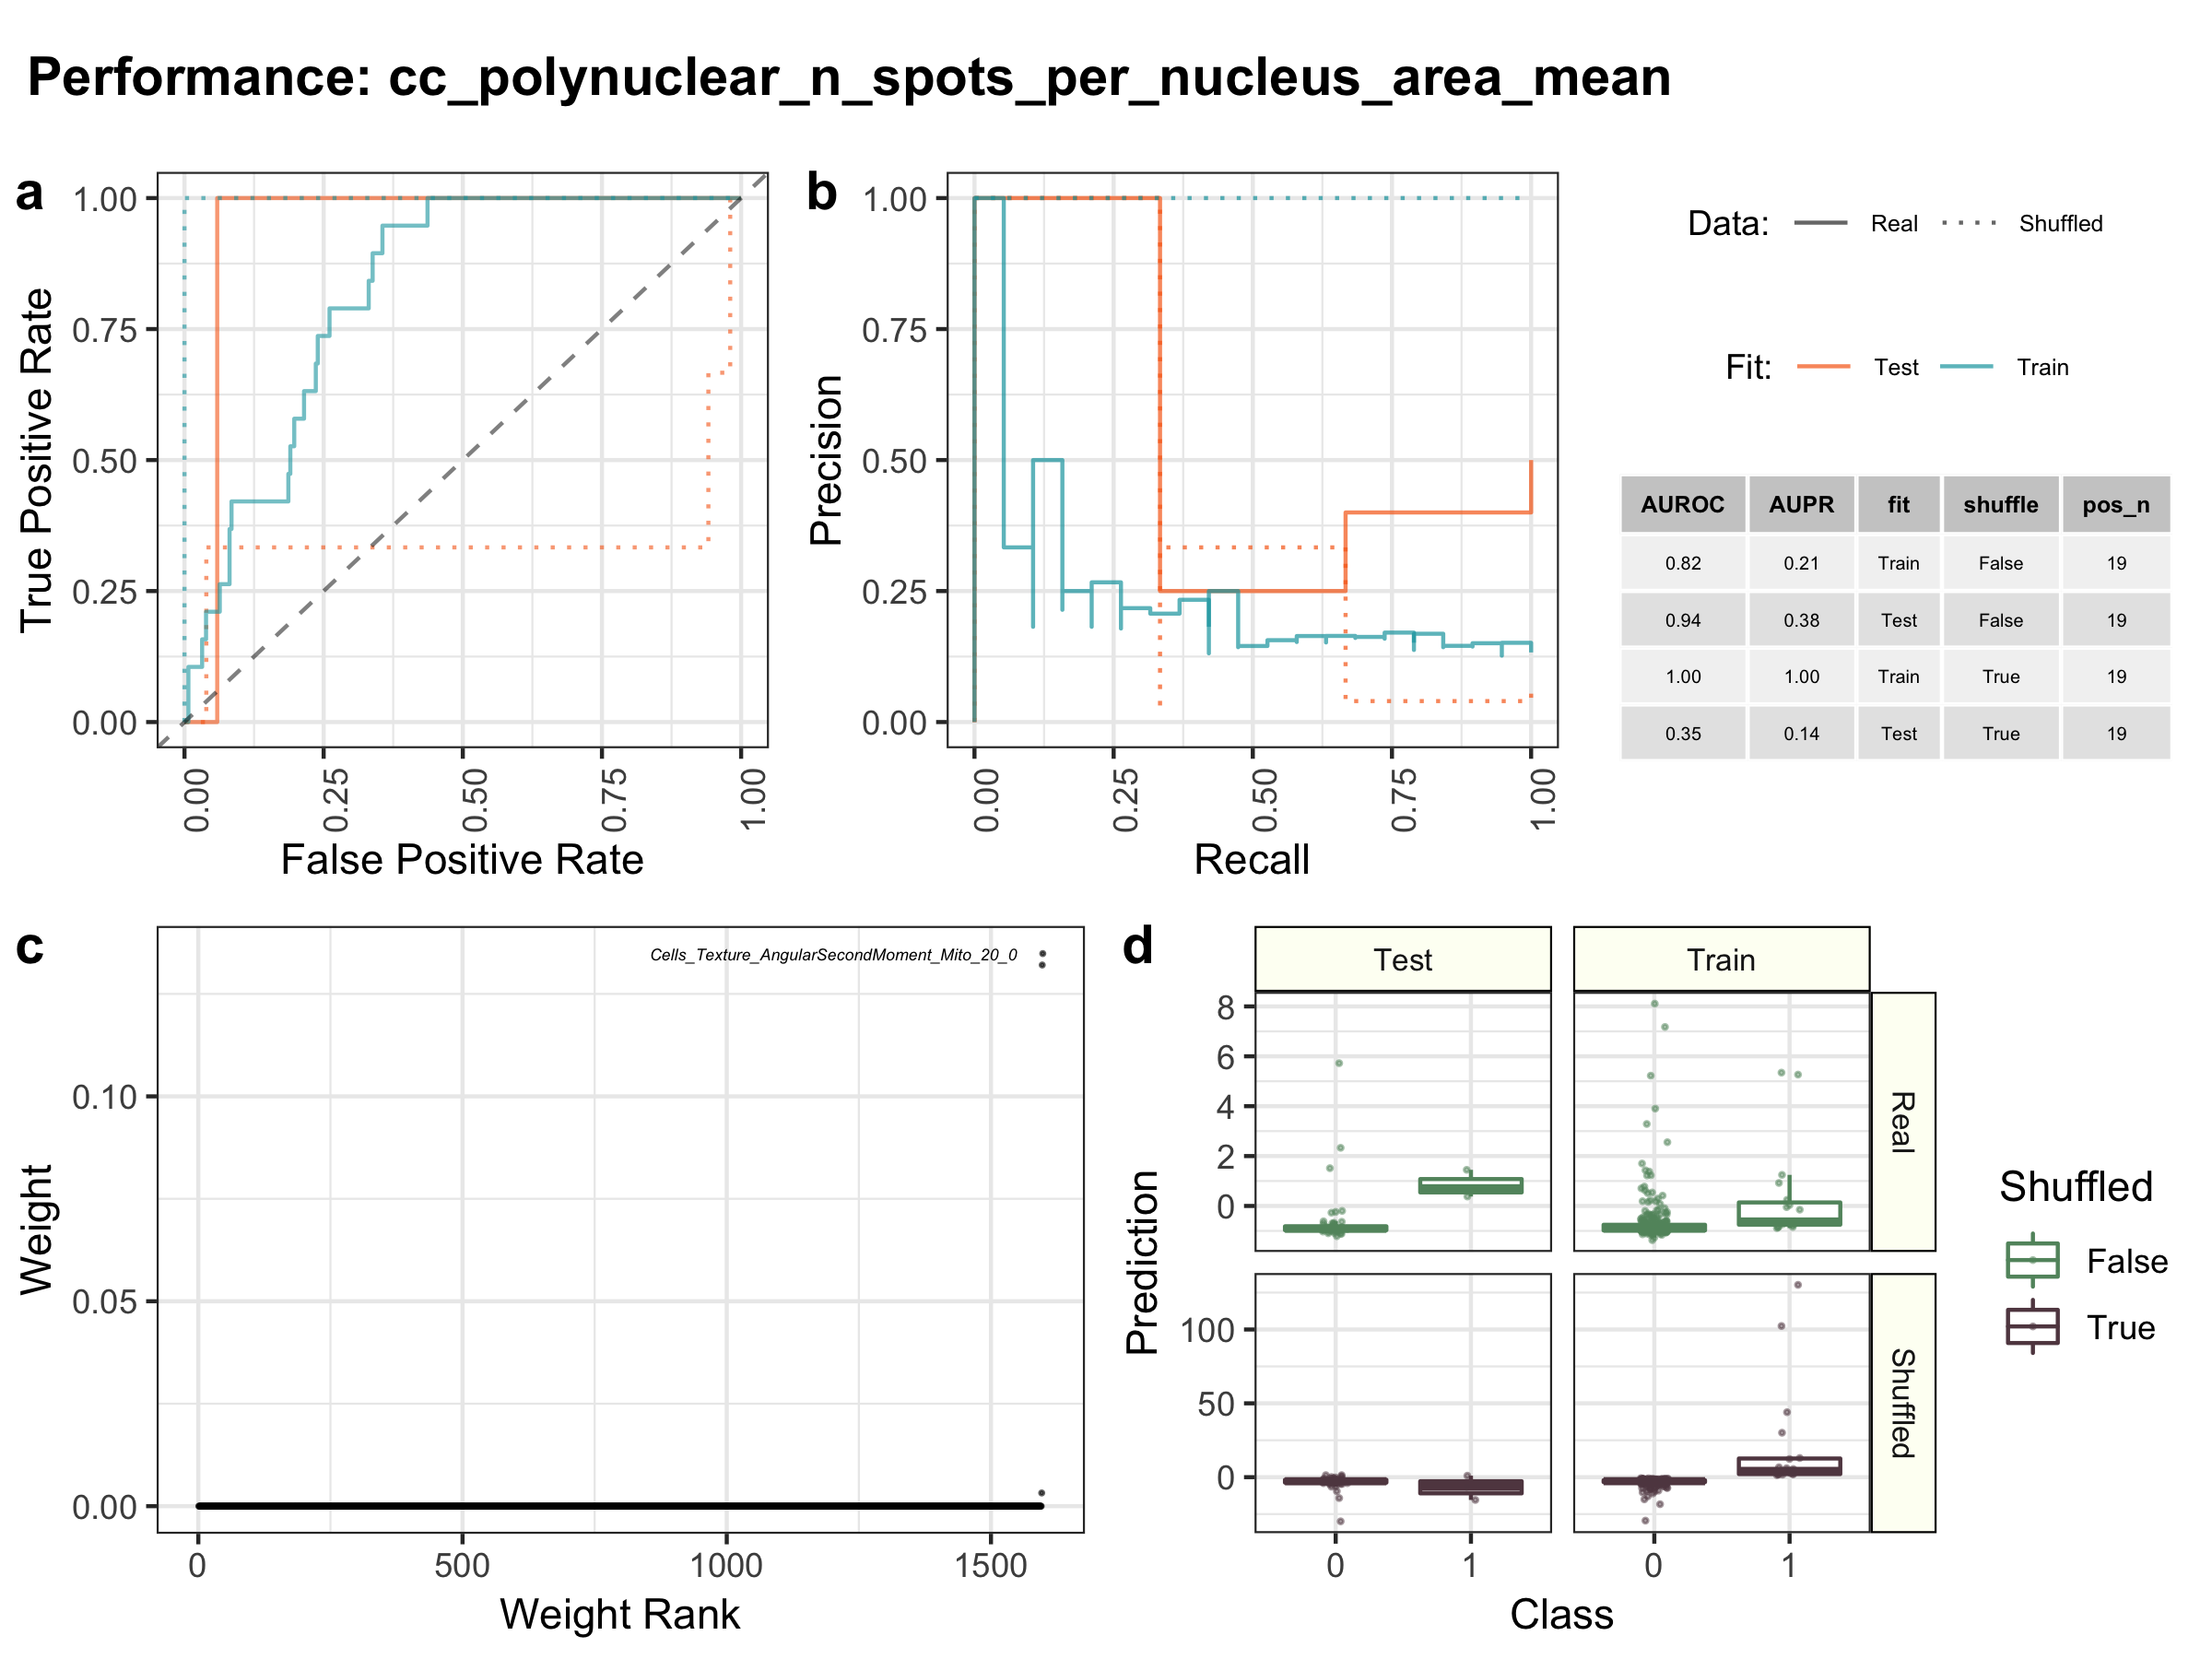 Performance: cc_polynuclear_n_spots_per_nucleus_area_mean
a
1.00
0.75
0.50
0.25
0.00
True Positive Rate
0.00
0.25
0.50
0.75
1.00
False Positive Rate
b
1.00
0.75
0.50
0.25
0.00
Precision
0.00
0.25
0.50
0.75
1.00
Recall
Data: Real Shuffled
Fit: Test Train
AUROC AUPR fit shuffle pos_n
0.82 0.21 Train False 19
0.94 0.38 Test False 19
1.00 1.00 Train True 19
0.35 0.14 Test True 19
c
Cells_Texture_AngularSecondMoment_Mito_20_0
0.10
0.05
0.00
Weight
0 500 1000 1500
Weight Rank
d
Test Train
8
6
4
2
0
Real
100
50
0
Shuffled
Prediction
0 1 0 1
Class
Shuffled
False
True